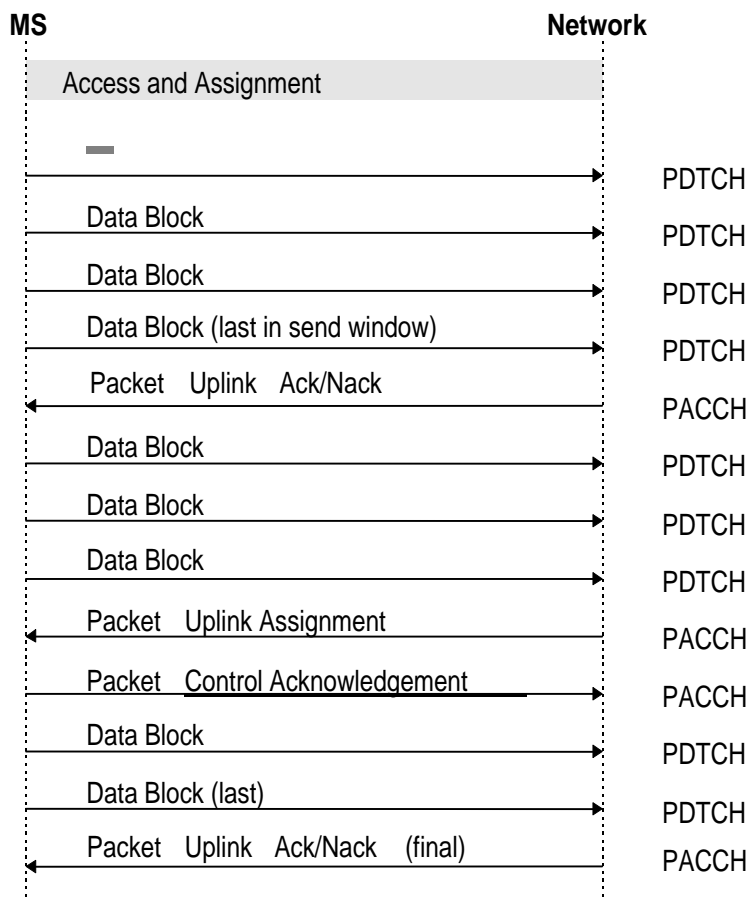 MS Network
Access and Assignment
PDTCH
Data Block PDTCH
Data Block PDTCH
Data Block (last in send window) PDTCH
Packet Uplink Ack/Nack PACCH
Data Block PDTCH
Data Block PDTCH
Data Block PDTCH
Packet Uplink Assignment PACCH
Packet Control Acknowledgement PACCH
Data Block PDTCH
Data Block (last) PDTCH
Packet Uplink Ack/Nack (final) PACCH